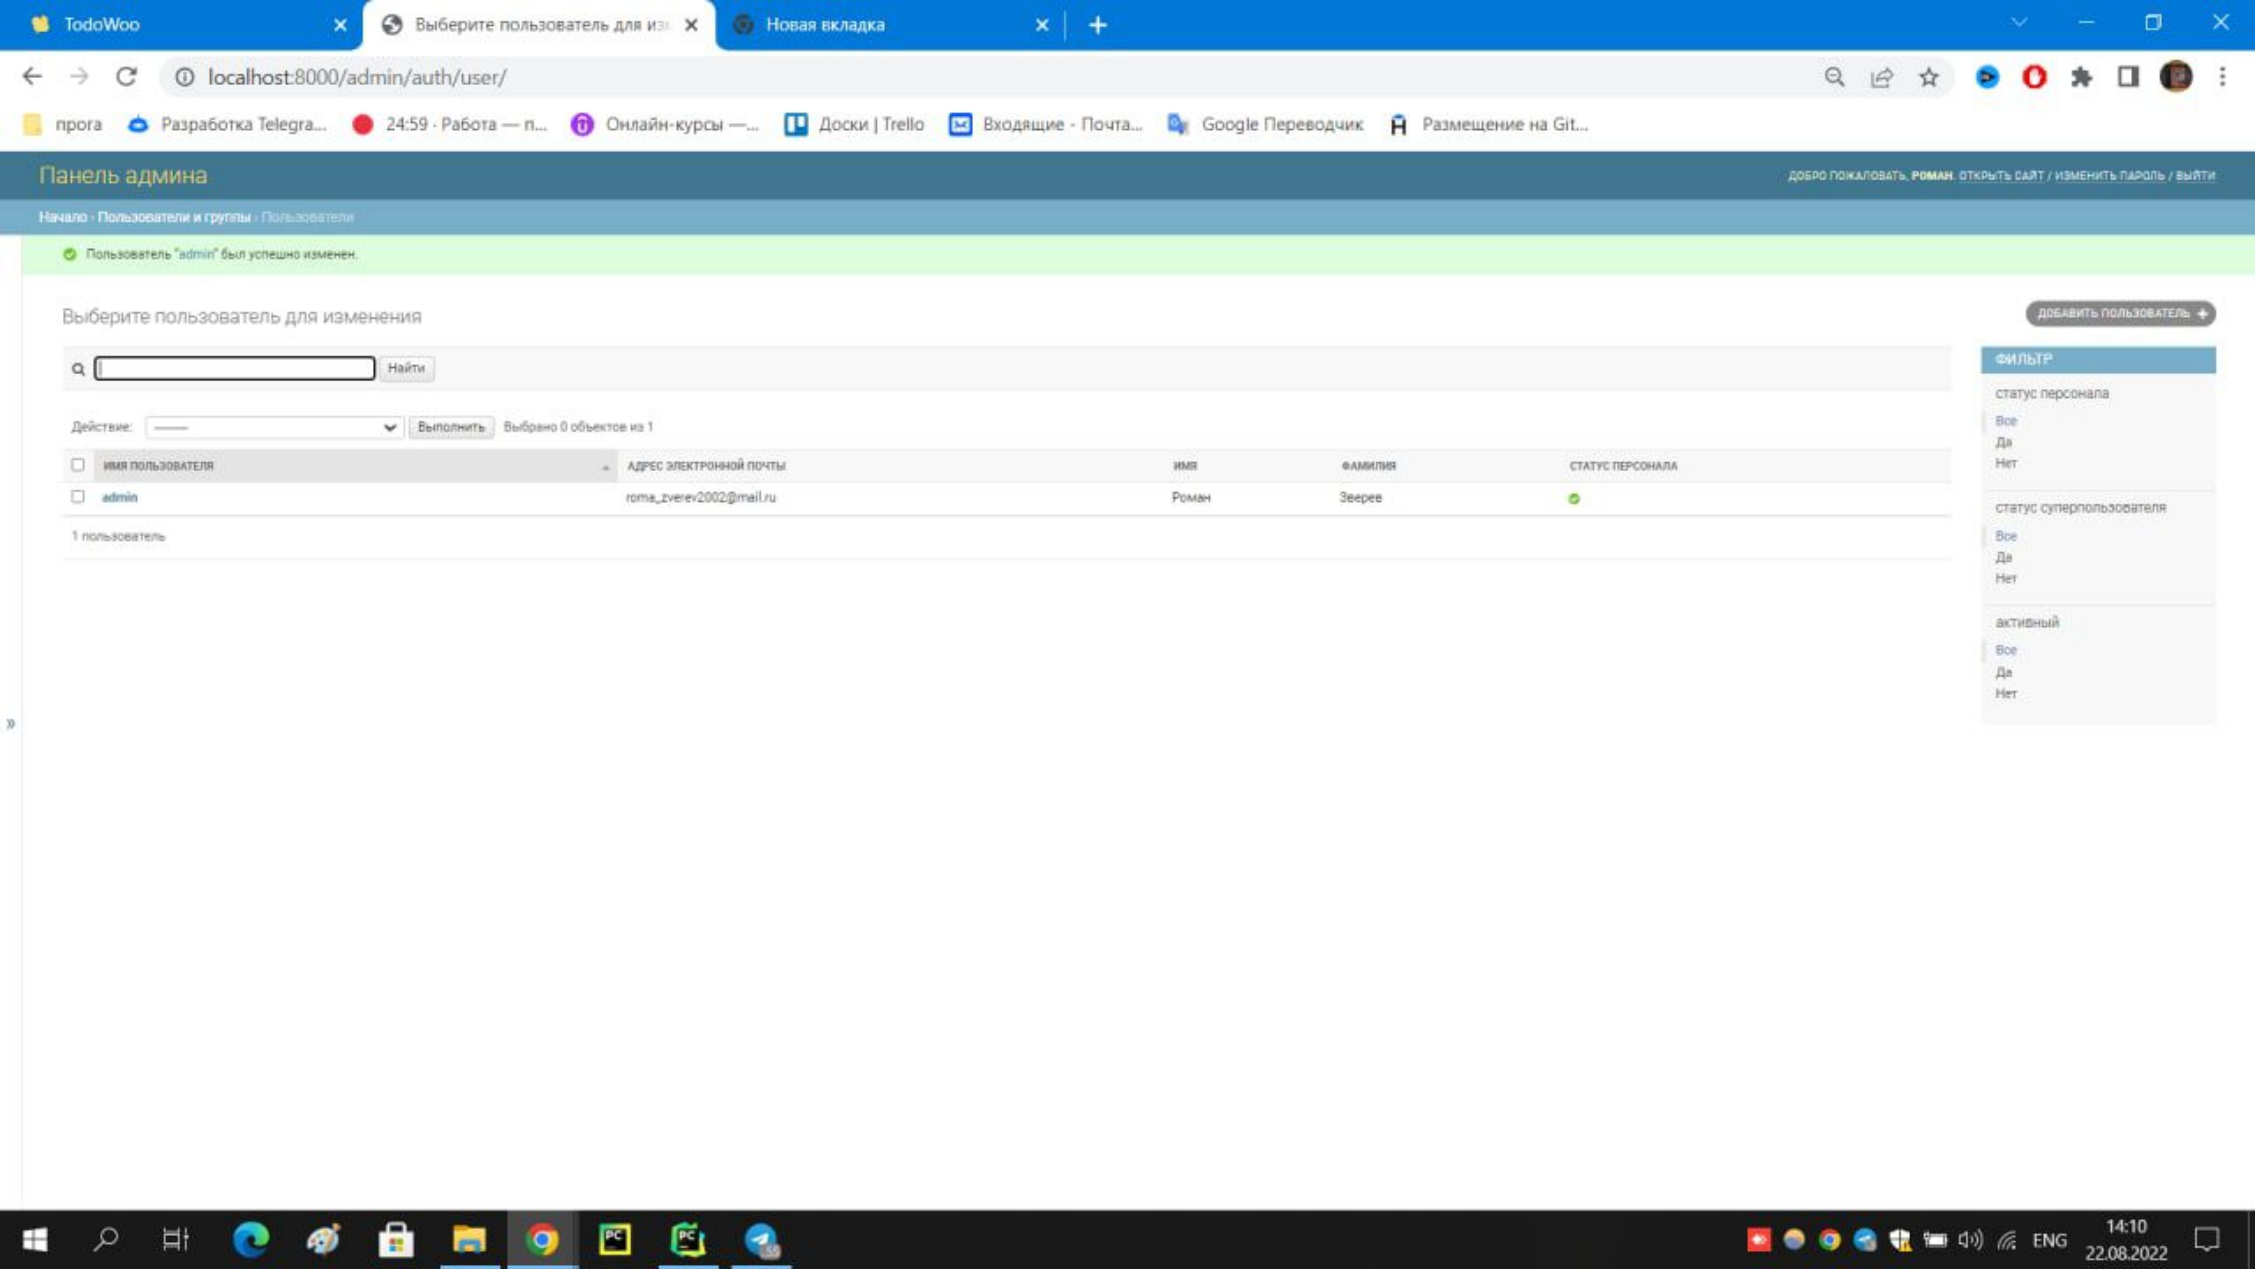 TodoWoo
Выберите пользователь для из
Новая вкладка
localhost:8000/admin/auth/user/
прога
Разработка Telegra...
24:59 - Работа — п...
Онлайн-курсы —...
Доски | Trello
Входящие - Почта...
Google Переводчик
Размещение на Git...
Панель админа
ДОБРО ПОЖАЛОВАТЬ, РОМАН. ОТКРЫТЬ САЙТ / ИЗМЕНИТЬ ПАРОЛЬ / ВЫЙТИ
Начало › Пользователи и группы › Пользователи
Пользователь "admin" был успешно изменен.
Выберите пользователь для изменения
ДОБАВИТЬ ПОЛЬЗОВАТЕЛЬ +
Найти
Действие: ---------
Выполнить
Выбрано 0 объектов из 1
ИМЯ ПОЛЬЗОВАТЕЛЯ
АДРЕС ЭЛЕКТРОННОЙ ПОЧТЫ
ИМЯ
ФАМИЛИЯ
СТАТУС ПЕРСОНАЛА
admin
roma_zverev2002@mail.ru
Роман
Зверев
1 пользователь
ФИЛЬТР
статус персонала
Все
Да
Нет
статус суперпользователя
Все
Да
Нет
активный
Все
Да
Нет
»
PC
PC
59
ENG
14:10
22.08.2022